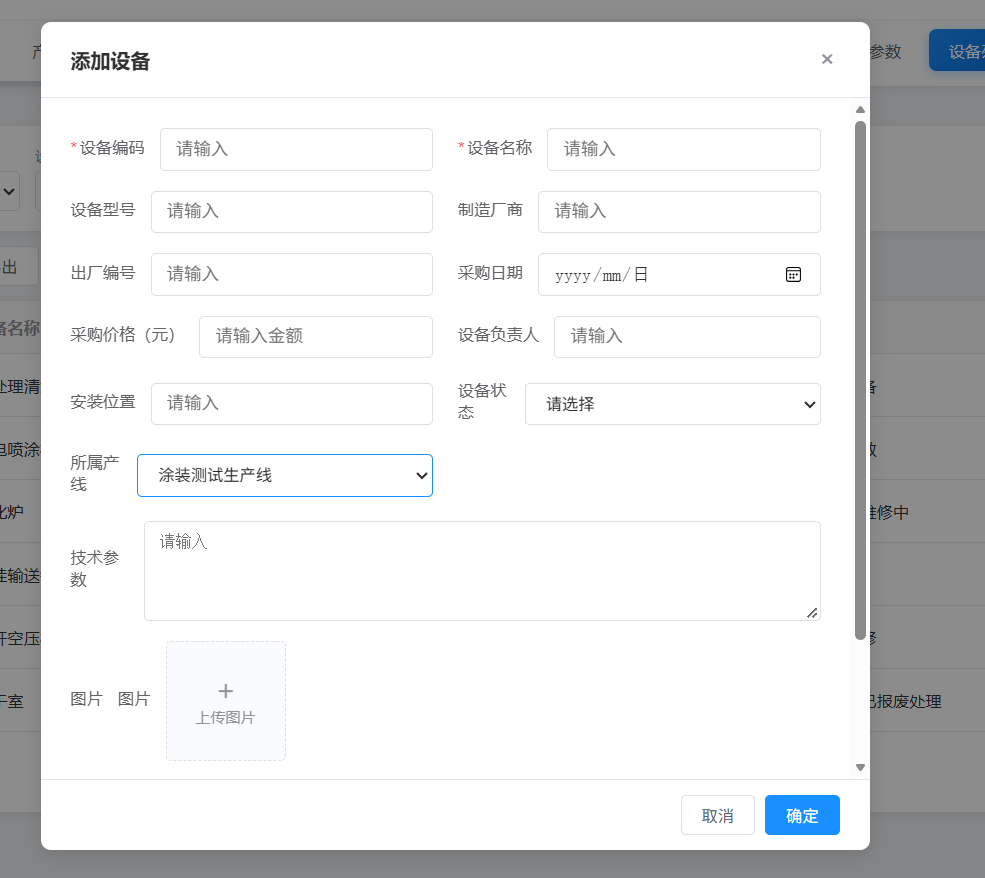 添加设备 ×
参数 设备
*设备编码 请输入 *设备名称 请输入
设备型号 请输入 制造厂商 请输入
出厂编号 请输入 采购日期 yyyy/mm/日
出
备名称
采购价格（元） 请输入金额 设备负责人 请输入
处理清
安装位置 请输入 设备状态 请选择
电喷涂
所属产线 涂装测试生产线
化炉 维修中
技术参数 请输入
挂输送
杆空压
图片 图片 + 上传图片
干室 已报废处理
取消 确定